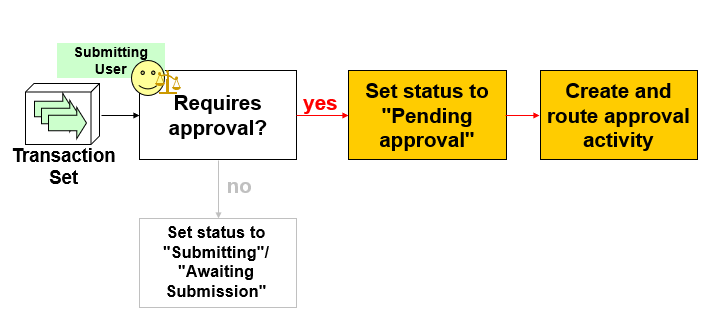 Submitting
User
Requires
approval?
yes
Set status to
"Pending
approval"
Create and
route approval
activity
Transaction
Set
no
Set status to
"Submitting"/
"Awaiting
Submission"